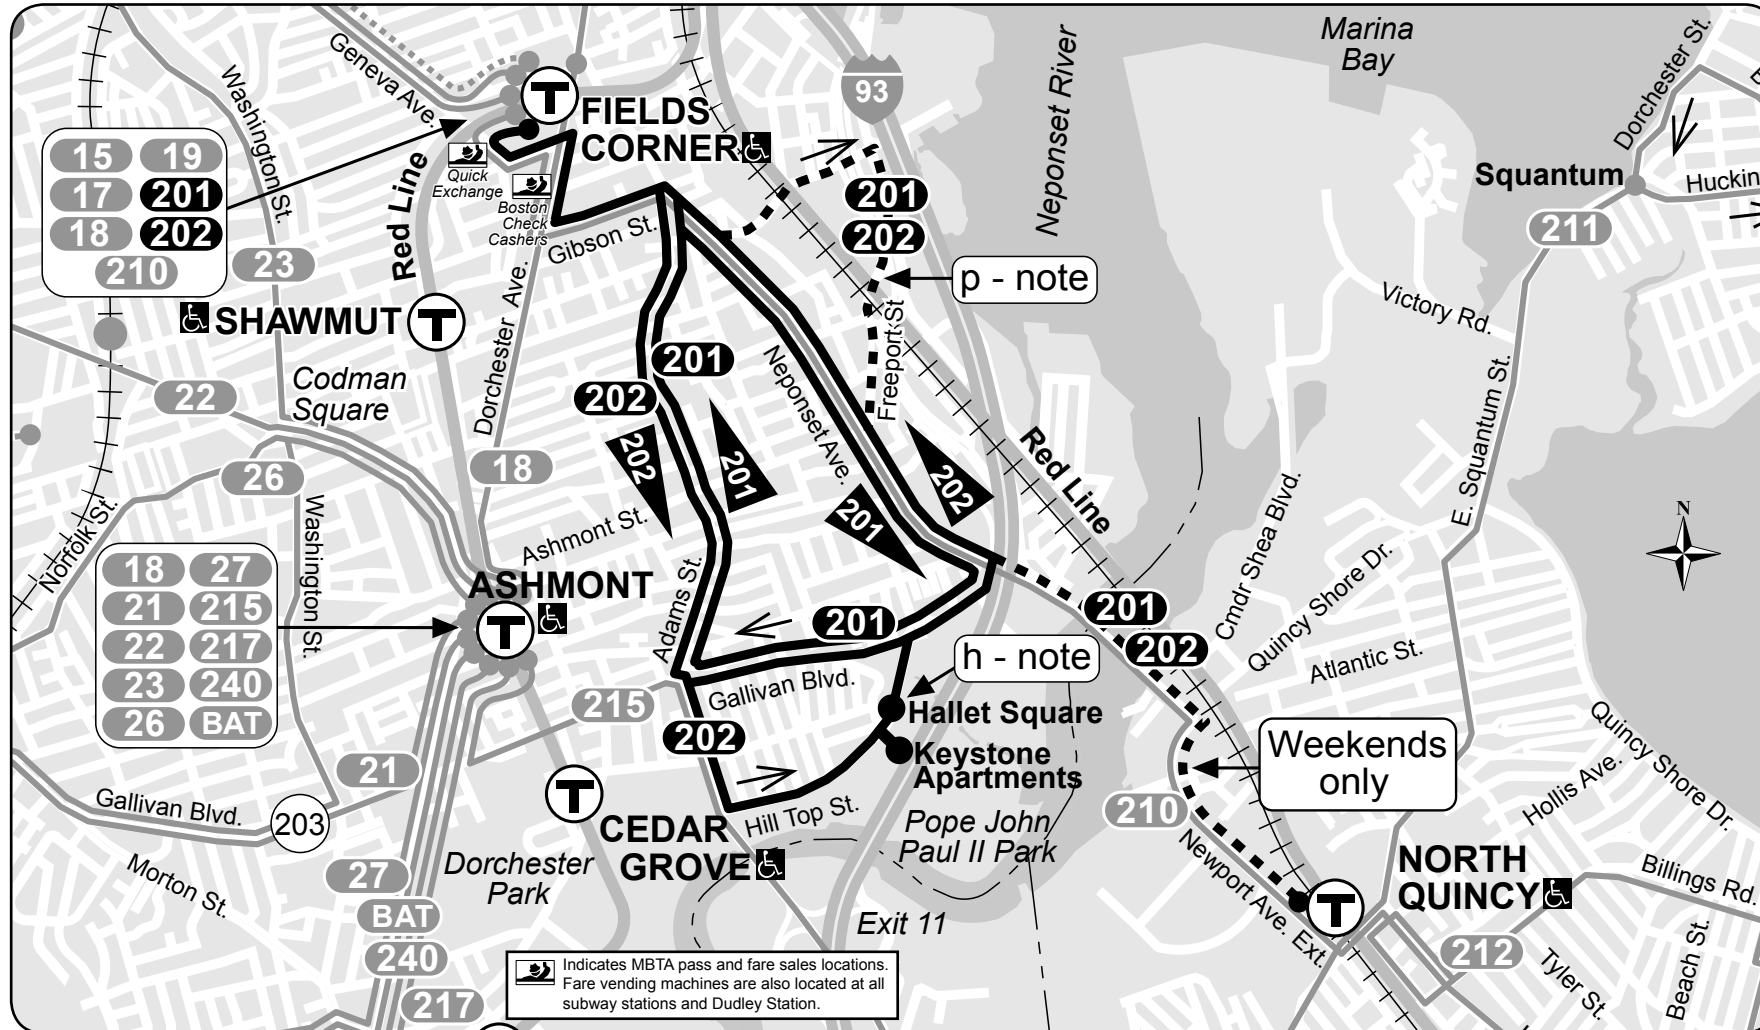 Marina
Bay
Neponset River
Dorchester St.
Geneva Ave.
Washington St.
93
T
FIELDS
CORNER
15 19
17 201
18 202
210
Red Line
Quick
Exchange
Boston
Check
Cashers
201
202
Squantum
211
Gibson St.
23
p - note
SHAWMUT T
Victory Rd.
Freeport St
Dorchester Ave.
201
202
Neponset Ave.
Codman
Square
22
E. Squantum St.
202
201
201
202
Red Line
26
18
Norfolk St.
Washington St.
Ashmont St.
Cmdr Shea Blvd.
N
Quincy Shore Dr.
18 27
21 215
22 217
23 240
26 BAT
ASHMONT
T
Adams St.
201
201
202
Atlantic St.
h - note
Gallivan Blvd.
215
Hallet Square
202
Keystone
Apartments
Weekends
only
Quincy Shore Dr.
Hollis Ave.
21
T
Gallivan Blvd.
203
Hill Top St.
210
CEDAR
GROVE
Pope John
Paul II Park
Newport Ave. Ext.
NORTH
QUINCY
T
Billings Rd.
Morton St.
27
Dorchester
Park
BAT
Exit 11
240
212
Tyler St.
Beach St.
217
Indicates MBTA pass and fare sales locations.
Fare vending machines are also located at all
subway stations and Dudley Station.
Huckin